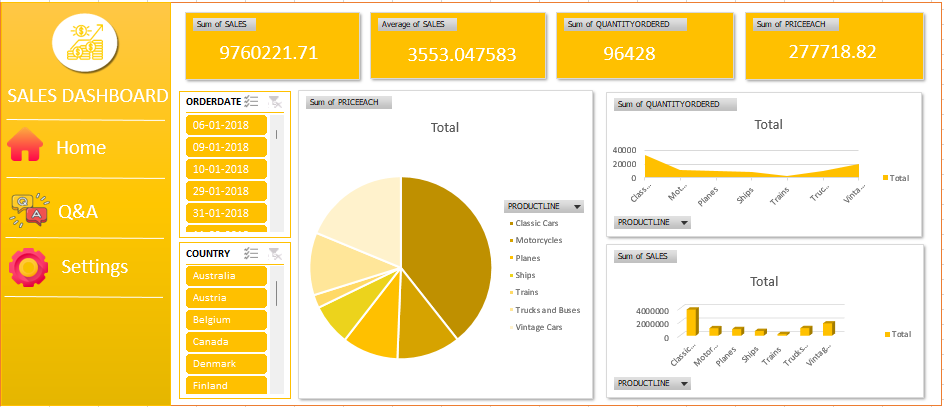 SALES DASHBOARD
Home
Q A
Q&A
Settings
Sum of SALES
9760221.71
Average of SALES
3553.047583
Sum of QUANTITYORDERED
96428
Sum of PRICEEACH
277718.82
ORDERDATE
06-01-2018
09-01-2018
10-01-2018
29-01-2018
31-01-2018
COUNTRY
Australia
Austria
Belgium
Canada
Denmark
Finland
Sum of PRICEEACH
Total
PRODUCTLINE
Classic Cars
Motorcycles
Planes
Ships
Trains
Trucks and Buses
Vintage Cars
Sum of QUANTITYORDERED
Total
40000
20000
0
Class...
Mot...
Planes
Ships
Trains
Truc...
Vinta...
Total
PRODUCTLINE
Sum of SALES
Total
4000000
2000000
0
Classic...
Motor...
Planes
Ships
Trains
Trucks...
Vintag...
Total
PRODUCTLINE